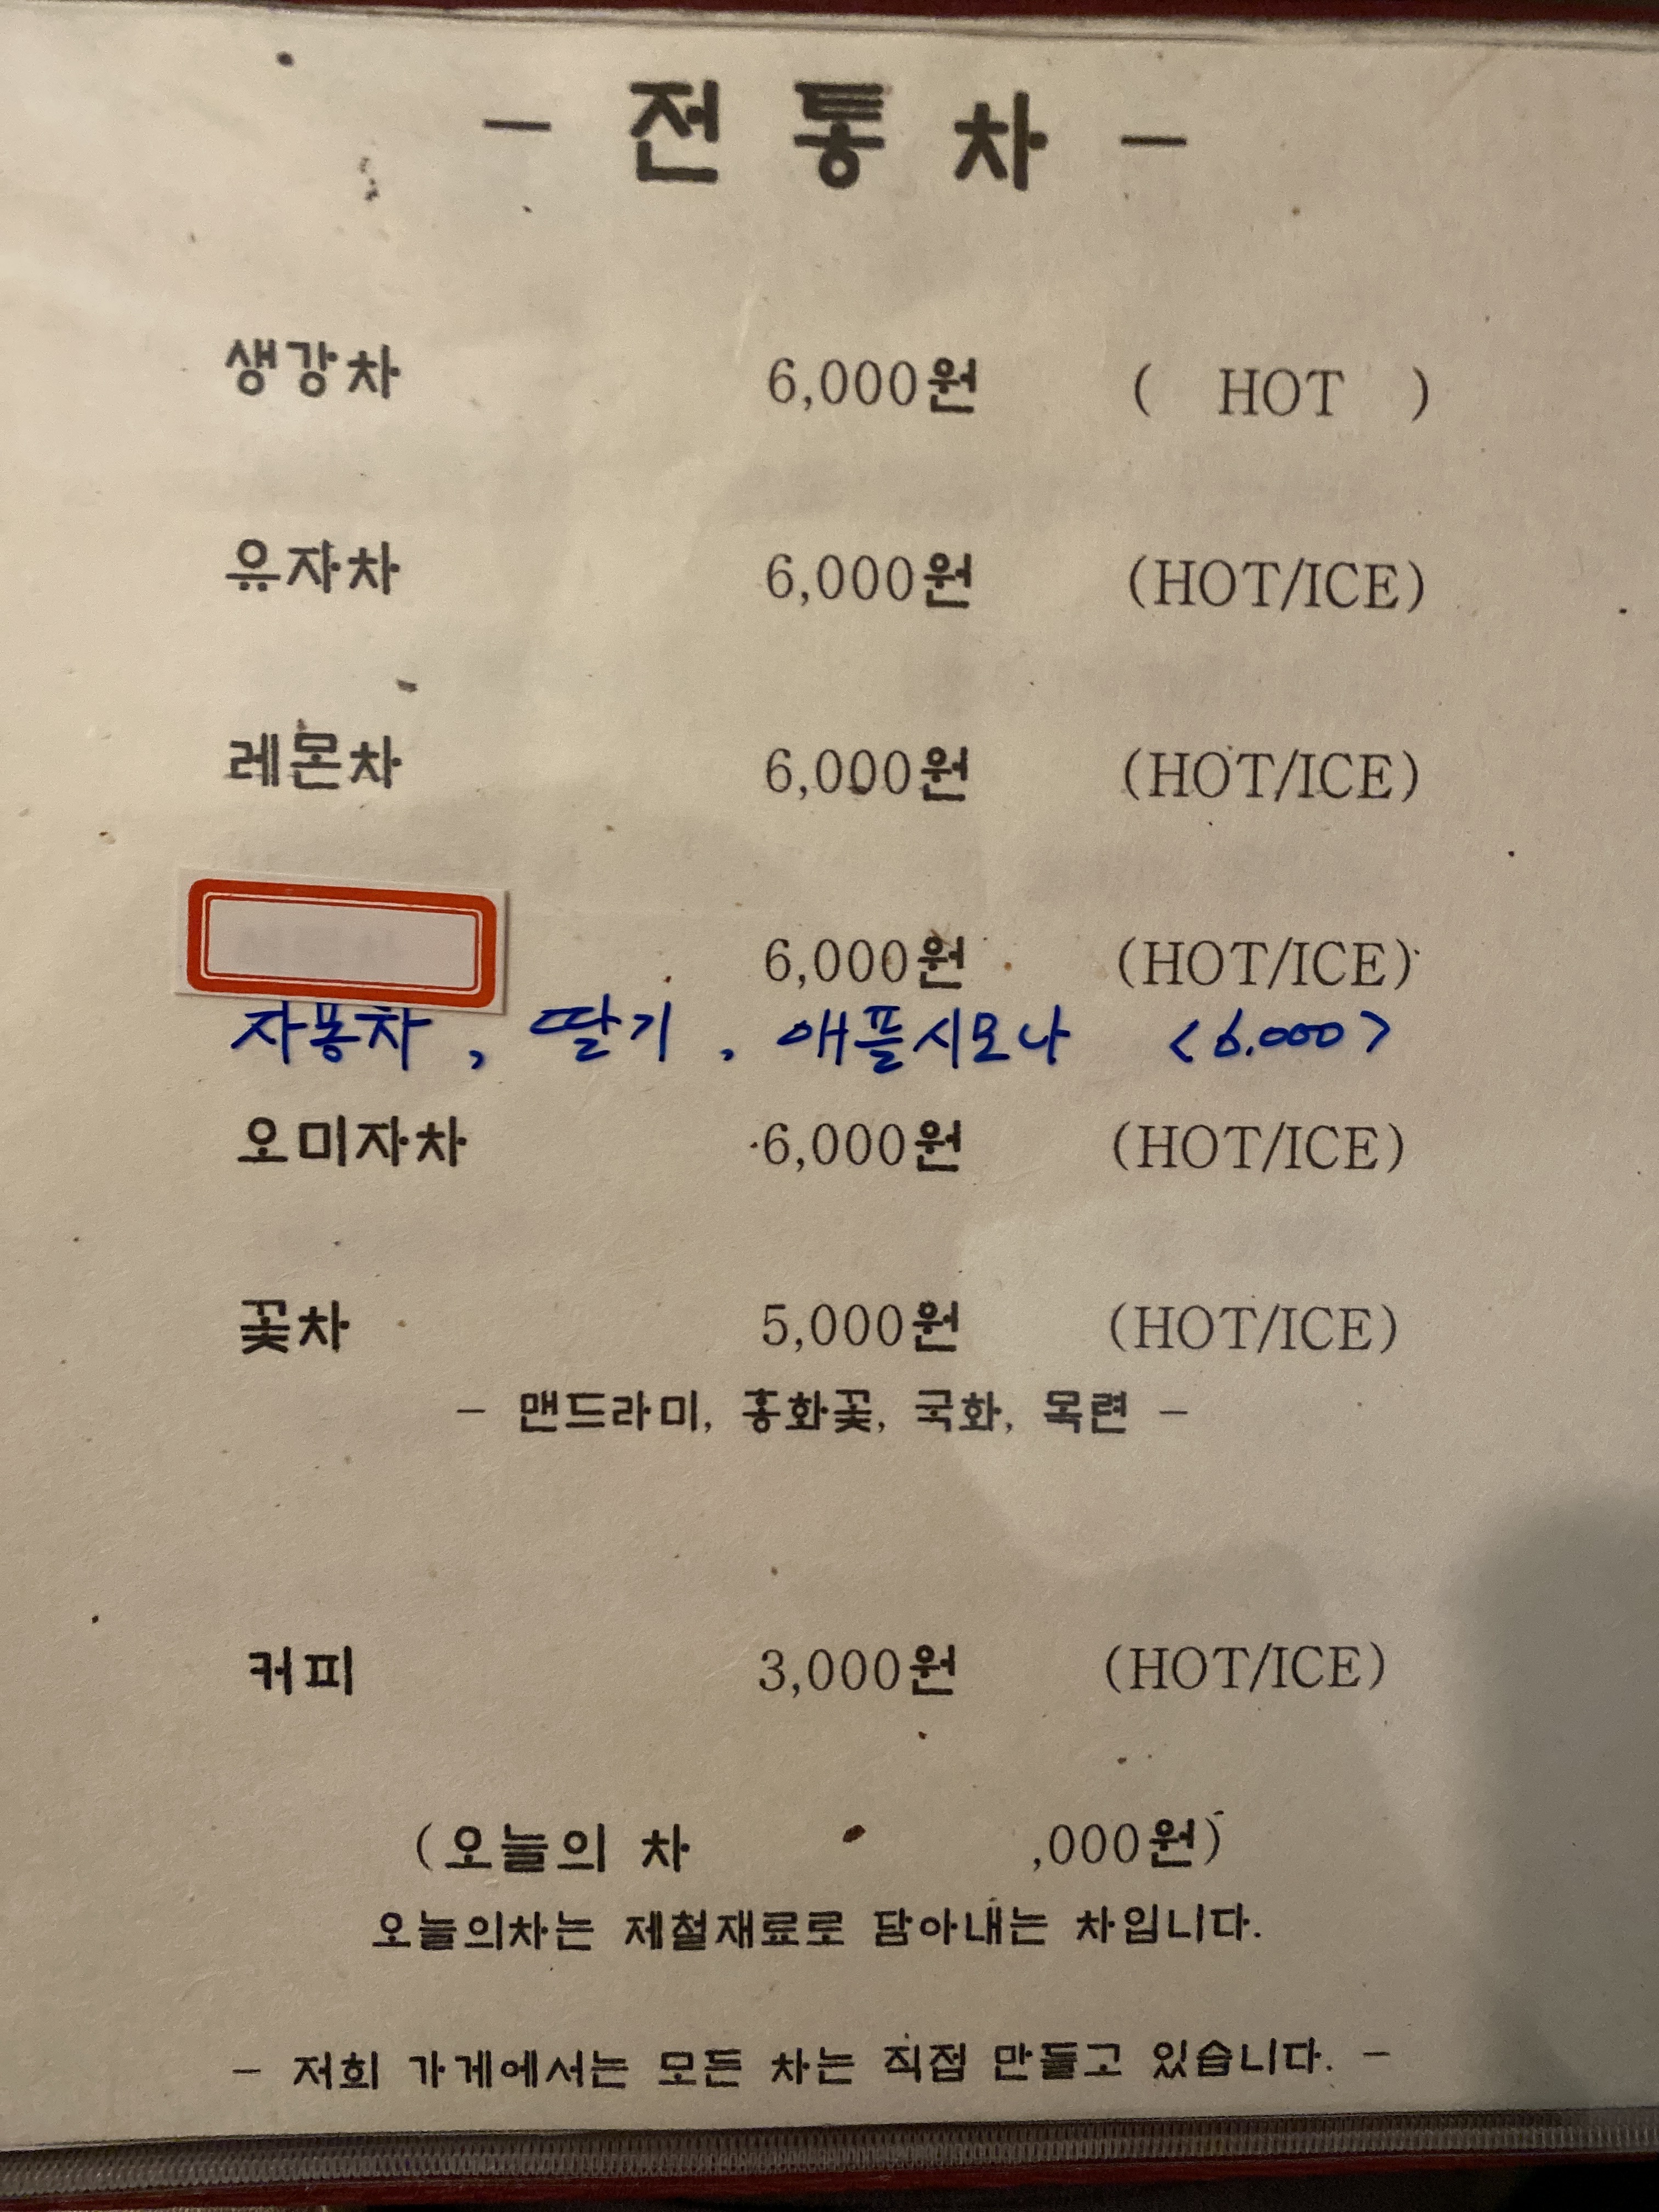 - 전 통 차 -
생강차 6,000원 ( HOT )
유자차 6,000원 (HOT/ICE)
레몬차 6,000원 (HOT/ICE)
6,000원 (HOT/ICE)
자몽차, 딸기, 애플시모나 <6.000>
오미자차 6,000원 (HOT/ICE)
꽃차 5,000원 (HOT/ICE)
- 맨드라미, 홍화꽃, 국화, 목련 -
커피 3,000원 (HOT/ICE)
(오늘의 차 ,000원)
오늘의차는 제철재료로 담아내는 차입니다.
- 저희 가게에서는 모든 차는 직접 만들고 있습니다. -